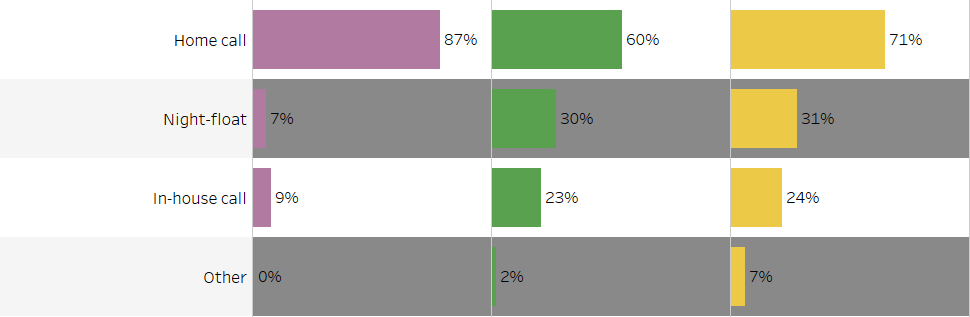 Home call 87% 60% 71%
Night-float 7% 30% 31%
In-house call 9% 23% 24%
Other 0% 2% 7%